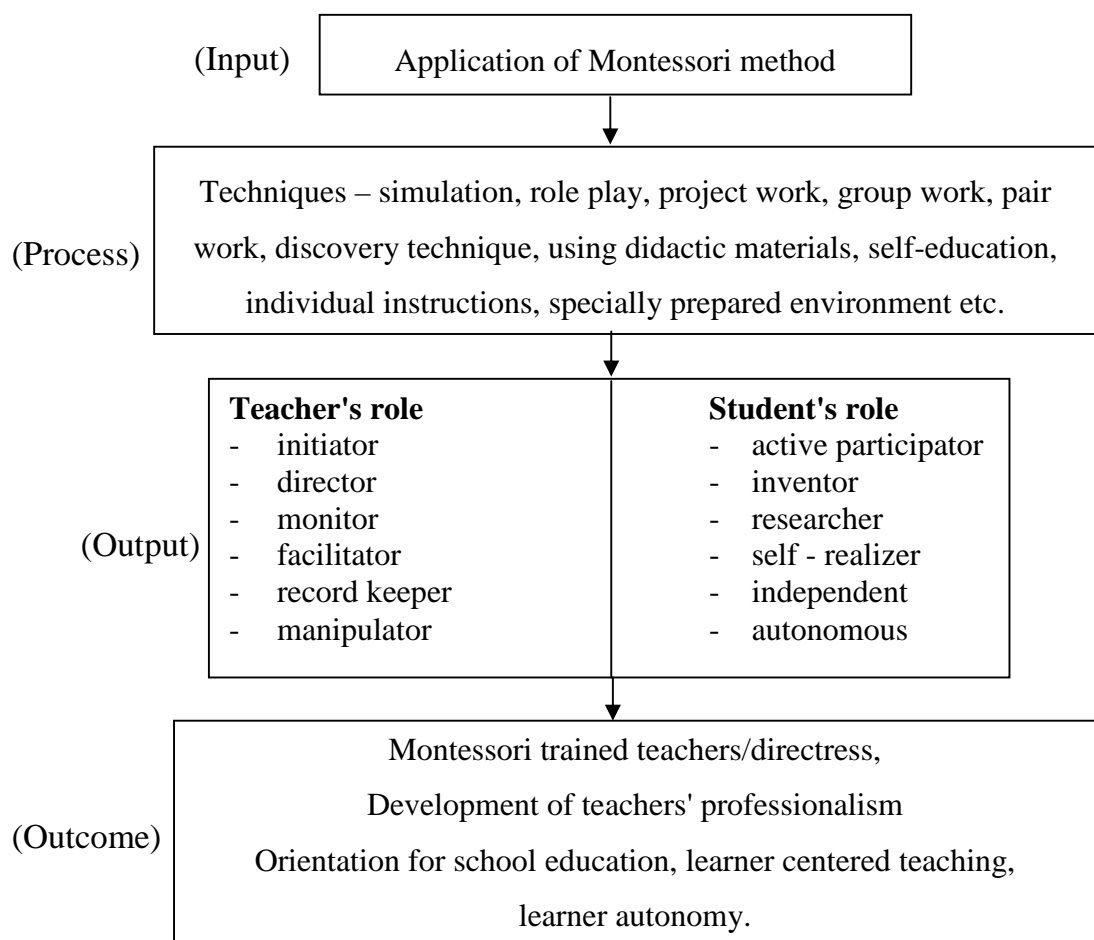 (Input)
Application of Montessori method
Techniques – simulation, role play, project work, group work, pair
work, discovery technique, using didactic materials, self-education,
individual instructions, specially prepared environment etc.
(Process)
(Output)
Teacher's role
- initiator
- director
- monitor
- facilitator
- record keeper
- manipulator
Student's role
- active participator
- inventor
- researcher
- self - realizer
- independent
- autonomous
(Outcome)
Montessori trained teachers/directress,
Development of teachers' professionalism
Orientation for school education, learner centered teaching,
learner autonomy.